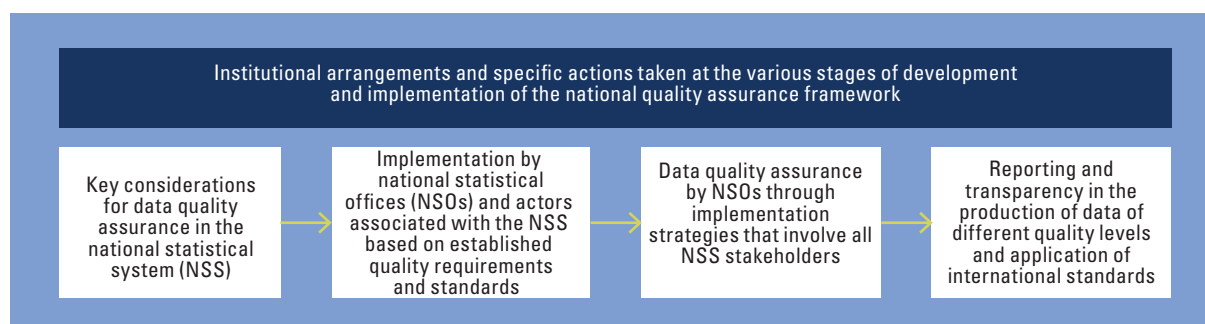 Institutional arrangements and specific actions taken at the various stages of development
and implementation of the national quality assurance framework
Key considerations
for data quality
assurance in the
national statistical
system (NSS)
Implementation by
national statistical
offices (NSOs) and actors
associated with the NSS
based on established
quality requirements
and standards
Data quality assurance
by NSOs through
implementation
strategies that involve all
NSS stakeholders
Reporting and
transparency in the
production of data of
different quality levels
and application of
international standards